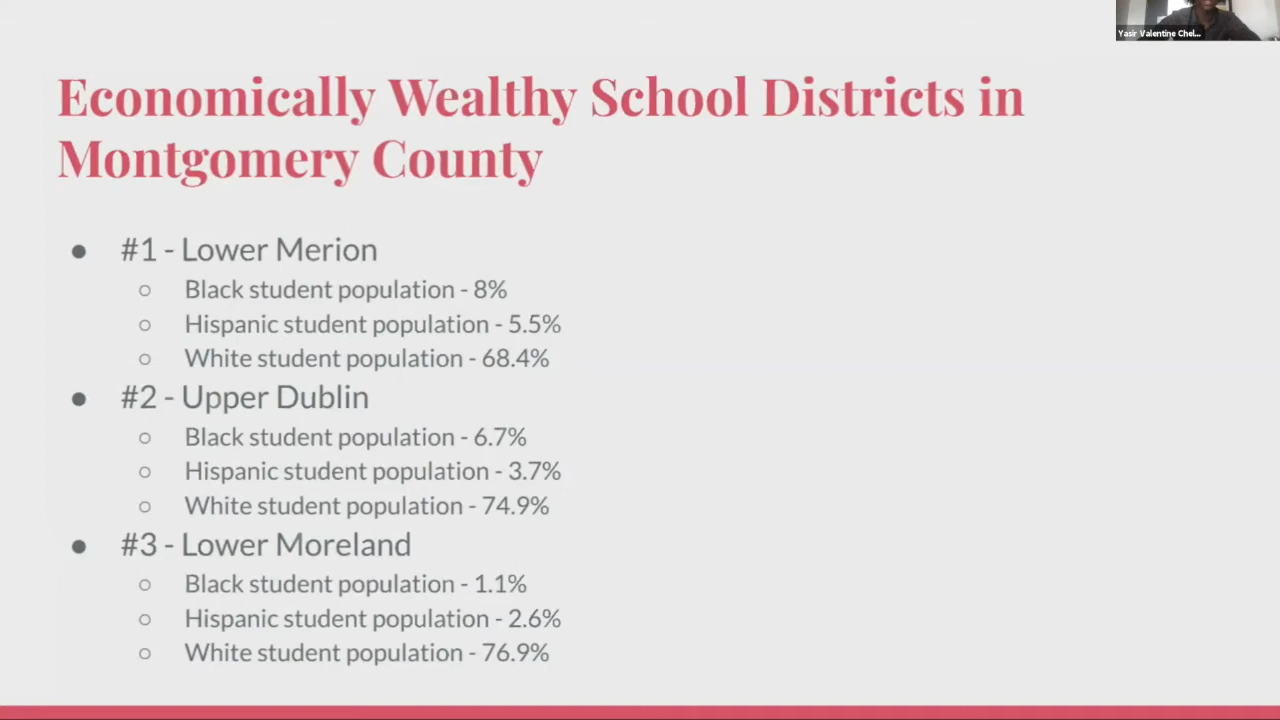 Yasir Valentine Chel...
Economically Wealthy School Districts in
Montgomery County
● #1 - Lower Merion
○ Black student population - 8%
○ Hispanic student population - 5.5%
○ White student population - 68.4%
● #2 - Upper Dublin
○ Black student population - 6.7%
○ Hispanic student population - 3.7%
○ White student population - 74.9%
● #3 - Lower Moreland
○ Black student population - 1.1%
○ Hispanic student population - 2.6%
○ White student population - 76.9%